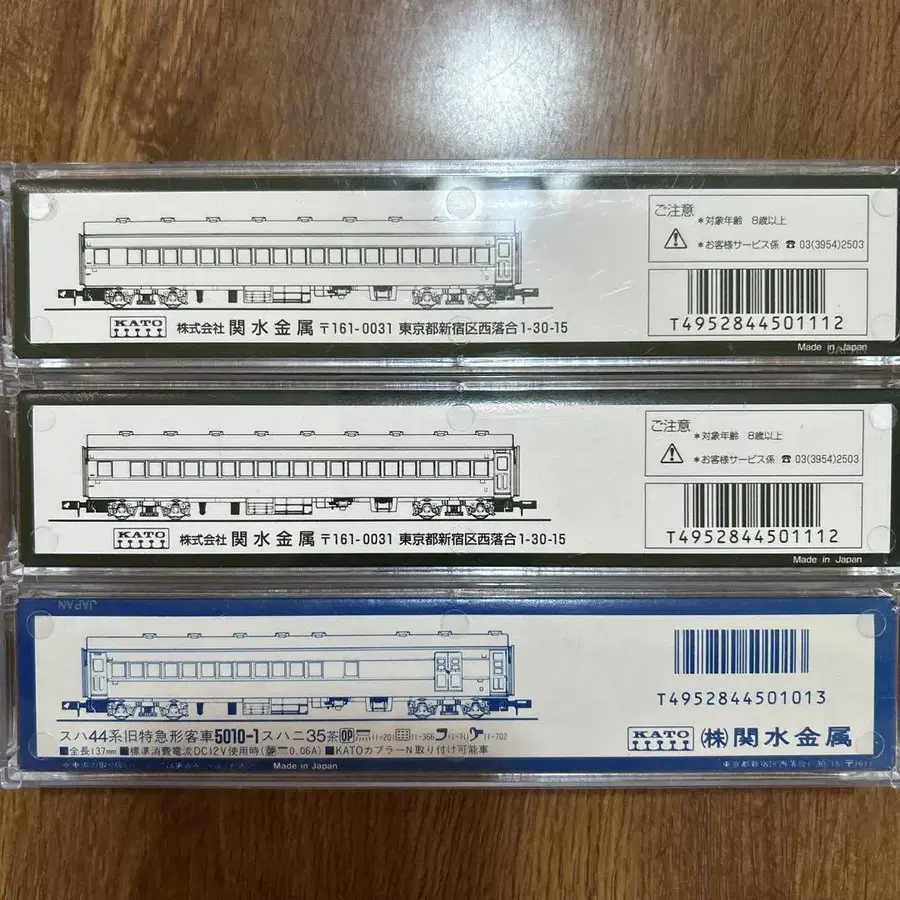 ご注意
*対象年齢 8歳以上
*お客様サービス係 ☎ 03(3954)2503
T4952844501112
KATO 株式会社 関水金属 〒161-0031 東京都新宿区西落合1-30-15
Made in Japan
ご注意
*対象年齢 8歳以上
*お客様サービス係 ☎ 03(3954)2503
T4952844501112
KATO 株式会社 関水金属 〒161-0031 東京都新宿区西落合1-30-15
Made in Japan
JAPAN
T4952844501013
スハ44系旧特急形客車5010-1スハニ35茶
KATO ㈱関水金属
■全長137mm■標準消費電流DC12V使用時
0.06A)■KATOカプラーN取り付け可能車
Made in Japan